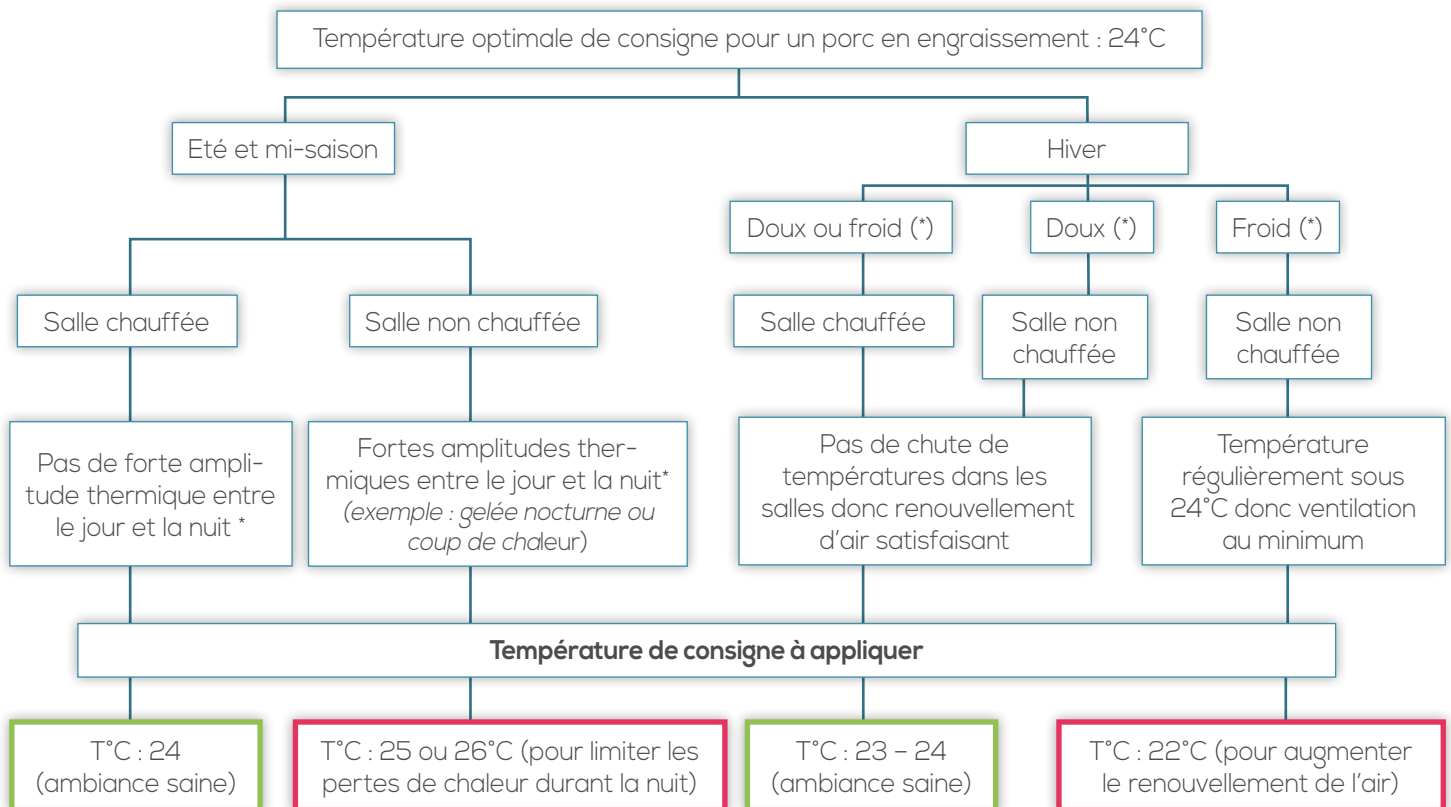 Température optimale de consigne pour un porc en engraissement : 24°C
Eté et mi-saison
Hiver
Doux ou froid (*)
Doux (*)
Froid (*)
Salle chauffée
Salle non chauffée
Salle chauffée
Salle non
chauffée
Salle non
chauffée
Pas de forte ampli-
tude thermique entre
le jour et la nuit *
Fortes amplitudes ther-
miques entre le jour et la nuit*
(exemple : gelée nocturne ou
coup de chaleur)
Pas de chute de
températures dans les
salles donc renouvellement
d'air satisfaisant
Température
régulièrement sous
24°C donc ventilation
au minimum
Température de consigne à appliquer
T°C : 24
(ambiance saine)
T°C : 25 ou 26°C (pour limiter les
pertes de chaleur durant la nuit)
T°C : 23 – 24
(ambiance saine)
T°C : 22°C (pour augmenter
le renouvellement de l'air)